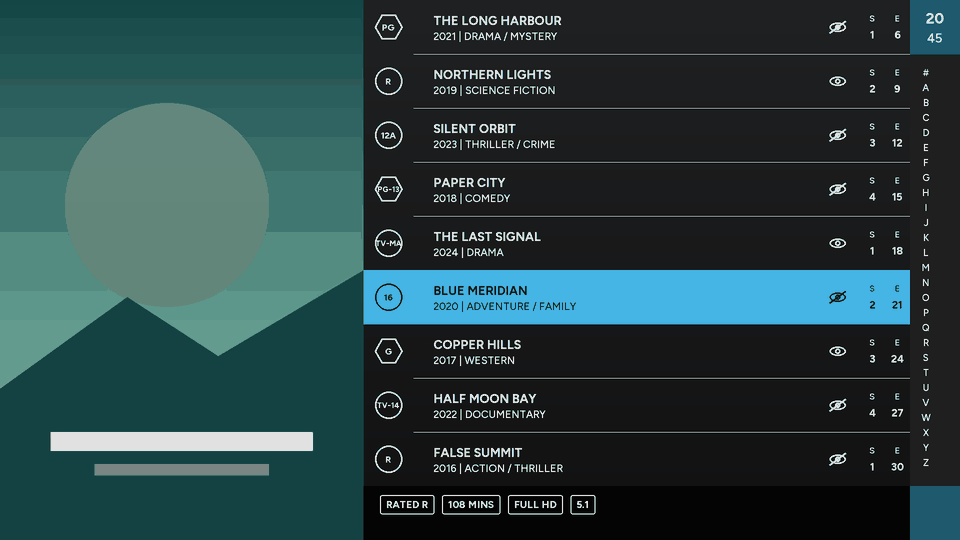 PG
THE LONG HARBOUR
2021 | DRAMA / MYSTERY
S E
1 6
R
NORTHERN LIGHTS
2019 | SCIENCE FICTION
S E
2 9
12A
SILENT ORBIT
2023 | THRILLER / CRIME
S E
3 12
PG-13
PAPER CITY
2018 | COMEDY
S E
4 15
TV-MA
THE LAST SIGNAL
2024 | DRAMA
S E
1 18
16
BLUE MERIDIAN
2020 | ADVENTURE / FAMILY
S E
2 21
G
COPPER HILLS
2017 | WESTERN
S E
3 24
TV-14
HALF MOON BAY
2022 | DOCUMENTARY
S E
4 27
R
FALSE SUMMIT
2016 | ACTION / THRILLER
S E
1 30
RATED R 108 MINS FULL HD 5.1
20
45
#
A
B
C
D
E
F
G
H
I
J
K
L
M
N
O
P
Q
R
S
T
U
V
W
X
Y
Z